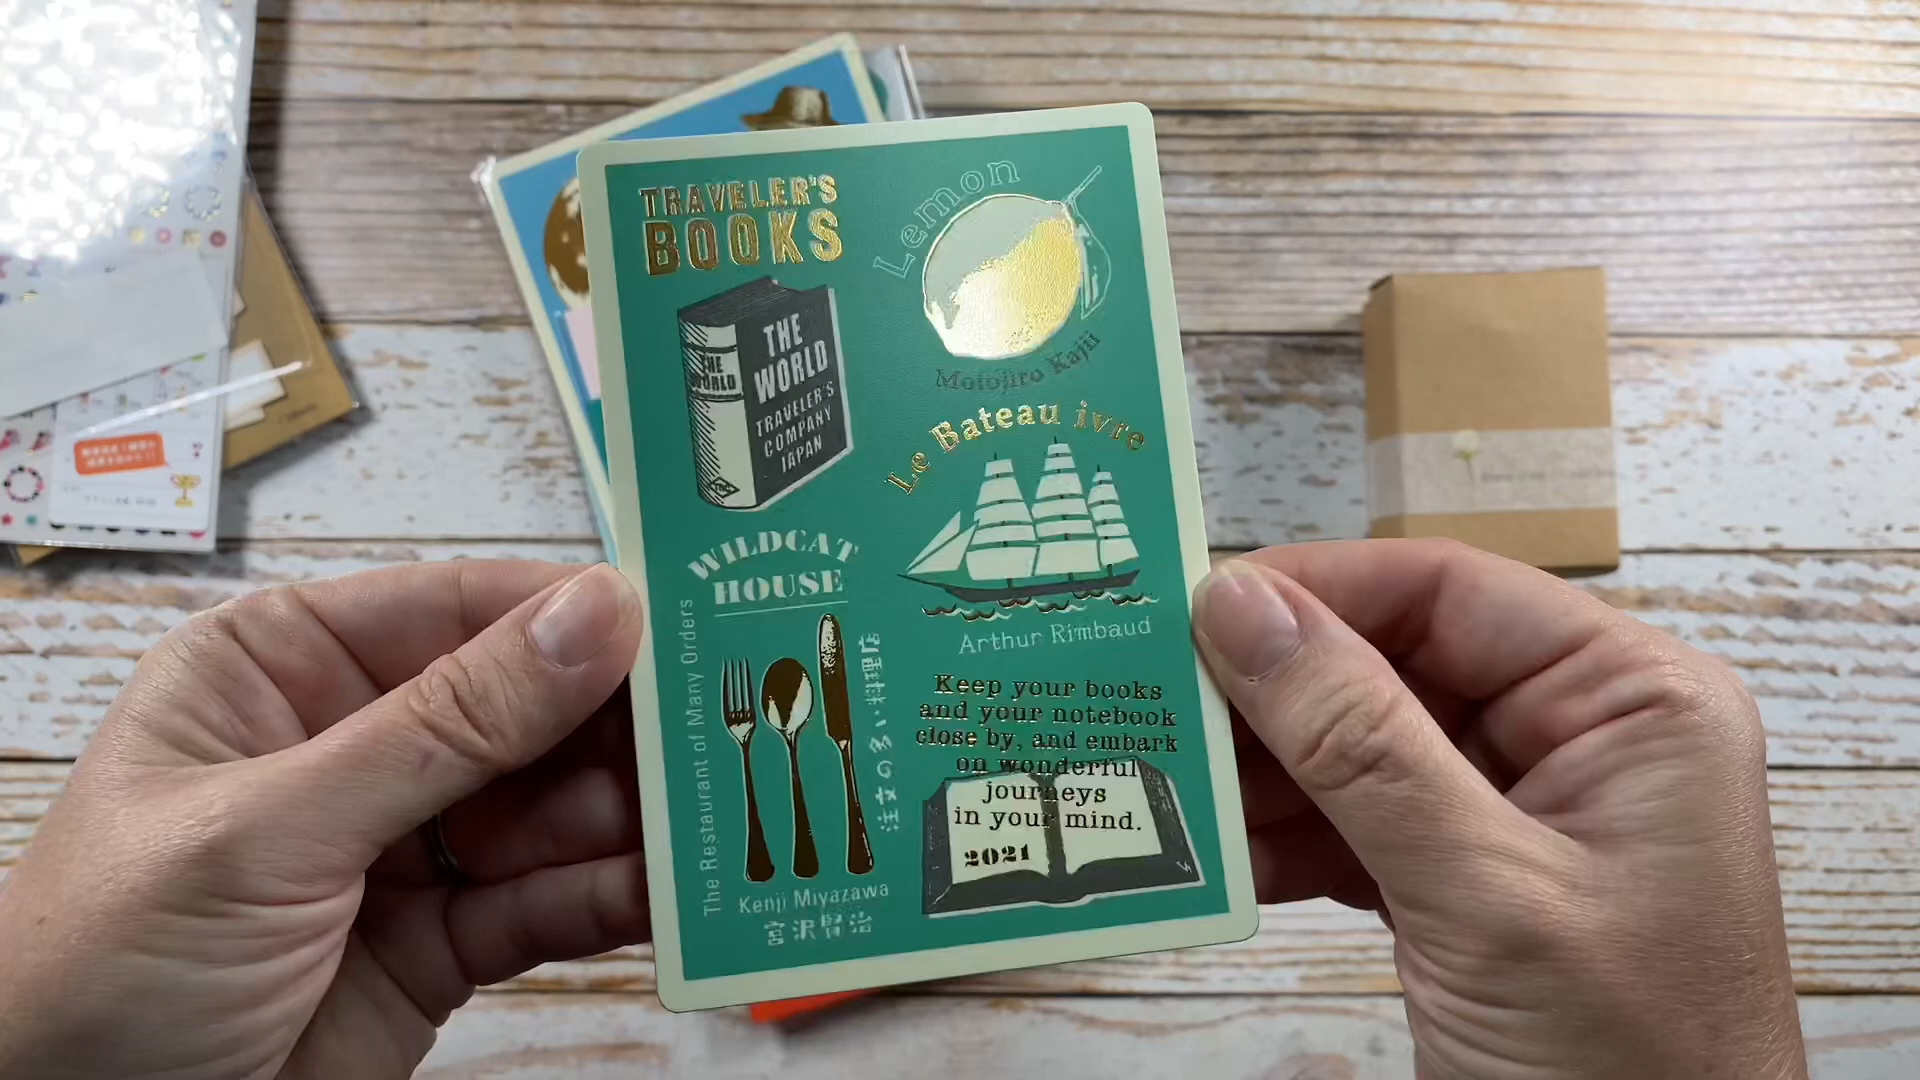 TRAVELER'S
BOOKS
THE
WORLD
THE
WORLD
TRAVELER'S
COMPANY
JAPAN
WILDCAT
HOUSE
The Restaurant of Many Orders
注文の多い料理店
Kenji Miyazawa
宮沢賢治
Lemon
Motojiro Kajii
Le Bateau ivre
Arthur Rimbaud
Keep your books
and your notebook
close by, and embark
on wonderful
journeys
in your mind.
2021